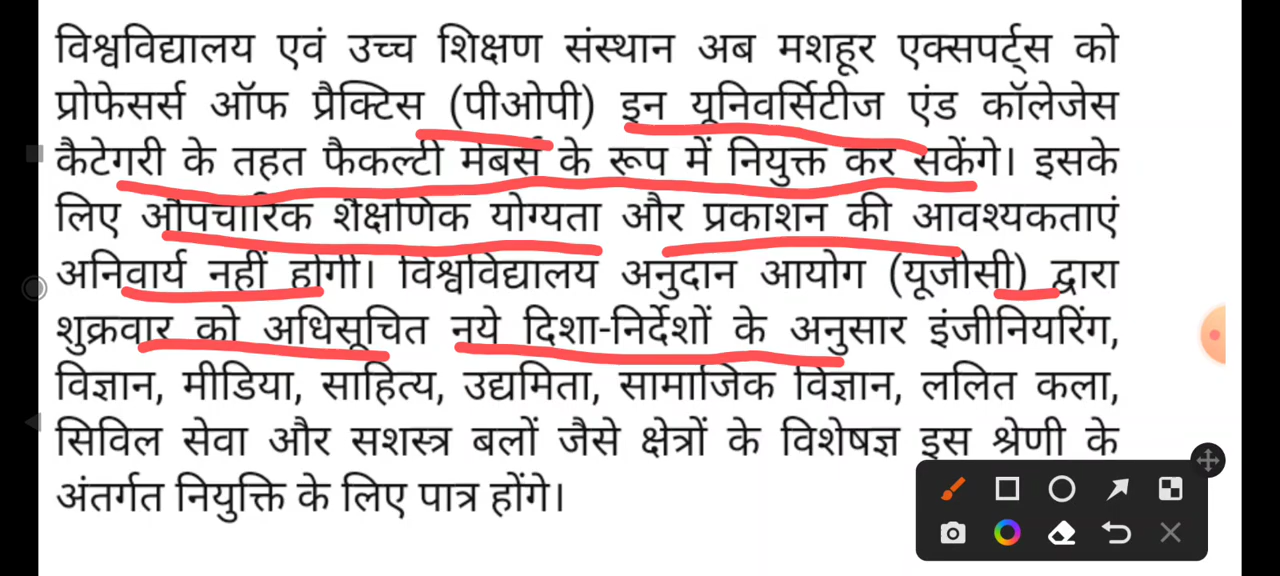 विश्वविद्यालय एवं उच्च शिक्षण संस्थान अब मशहूर एक्सपर्ट्स को
प्रोफेसर्स ऑफ प्रैक्टिस (पीओपी) इन यूनिवर्सिटीज एंड कॉलेजेस
कैटेगरी के तहत फैकल्टी मेंबर्स के रूप में नियुक्त कर सकेंगे। इसके
लिए औपचारिक शैक्षणिक योग्यता और प्रकाशन की आवश्यकताएं
अनिवार्य नहीं होगी। विश्वविद्यालय अनुदान आयोग (यूजीसी) द्वारा
शुक्रवार को अधिसूचित नये दिशा-निर्देशों के अनुसार इंजीनियरिंग,
विज्ञान, मीडिया, साहित्य, उद्यमिता, सामाजिक विज्ञान, ललित कला,
सिविल सेवा और सशस्त्र बलों जैसे क्षेत्रों के विशेषज्ञ इस श्रेणी के
अंतर्गत नियुक्ति के लिए पात्र होंगे।